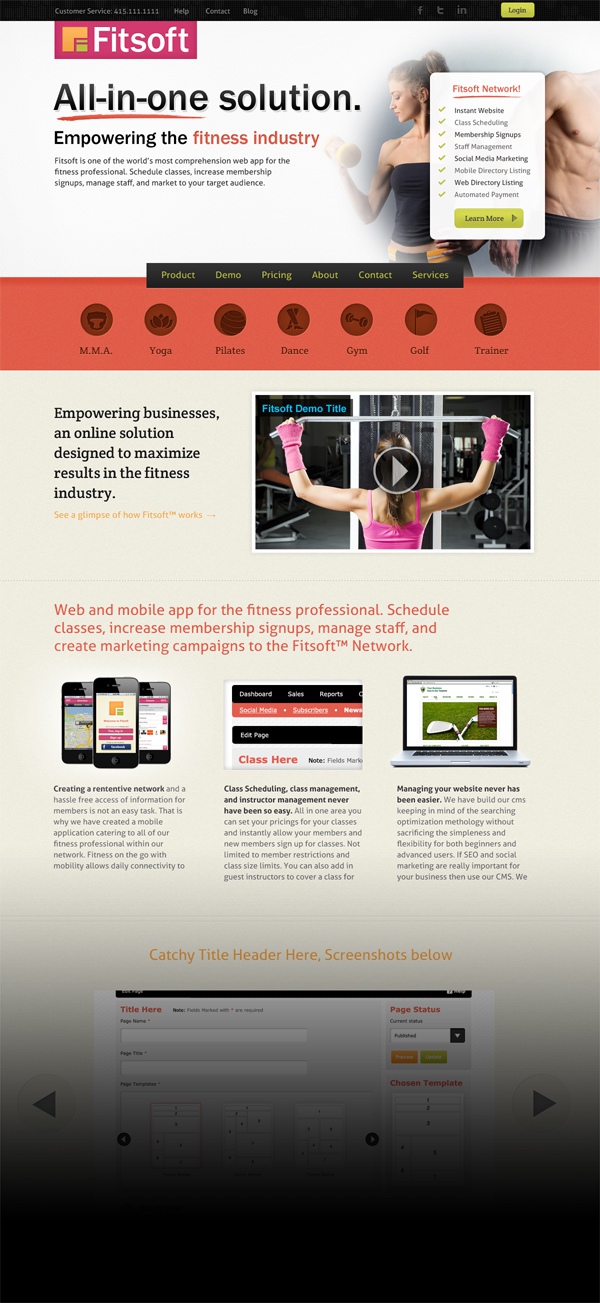 Customer Service: 415.111.1111 Help Contact Blog
Login
Fitsoft
All-in-one solution.
Empowering the fitness industry
Fitsoft is one of the world's most comprehension web app for the
fitness professional. Schedule classes, increase membership
signups, manage staff, and market to your target audience.
Fitsoft Network!
Instant Website
Class Scheduling
Membership Signups
Staff Management
Social Media Marketing
Mobile Directory Listing
Web Directory Listing
Automated Payment
Learn More
Product Demo Pricing About Contact Services
M.M.A. Yoga Pilates Dance Gym Golf Trainer
Empowering businesses,
an online solution
designed to maximize
results in the fitness
industry.
See a glimpse of how Fitsoft™ works →
Fitsoft Demo Title
Web and mobile app for the fitness professional. Schedule
classes, increase membership signups, manage staff, and
create marketing campaigns to the Fitsoft™ Network.
facebook
Dashboard Sales Reports
Social Media • Subscribers • News
Edit Page
Class Here Note: Fields Mark
Creating a rententive network and a
hassle free access of information for
members is not an easy task. That is
why we have created a mobile
application catering to all of our
fitness professional within our
network. Fitness on the go with
mobility allows daily connectivity to
Class Scheduling, class management,
and instructor management never
have been so easy. All in one area you
can set your pricings for your classes
and instantly allow your members and
new members sign up for classes. Not
limited to member restrictions and
class size limits. You can also add in
guest instructors to cover a class for
Managing your website never has
been easier. We have build our cms
keeping in mind of the searching
optimization methology without
sacrificing the simpleness and
flexibility for both beginners and
advanced users. If SEO and social
marketing are really important for
your business then use our CMS. We
Catchy Title Header Here, Screenshots below
Edit Page Help
Title Here Note: Fields Marked with * are required
Page Name *
Page Title *
Page Templates *
Page Status
Current status
Published
Preview Update
Chosen Template